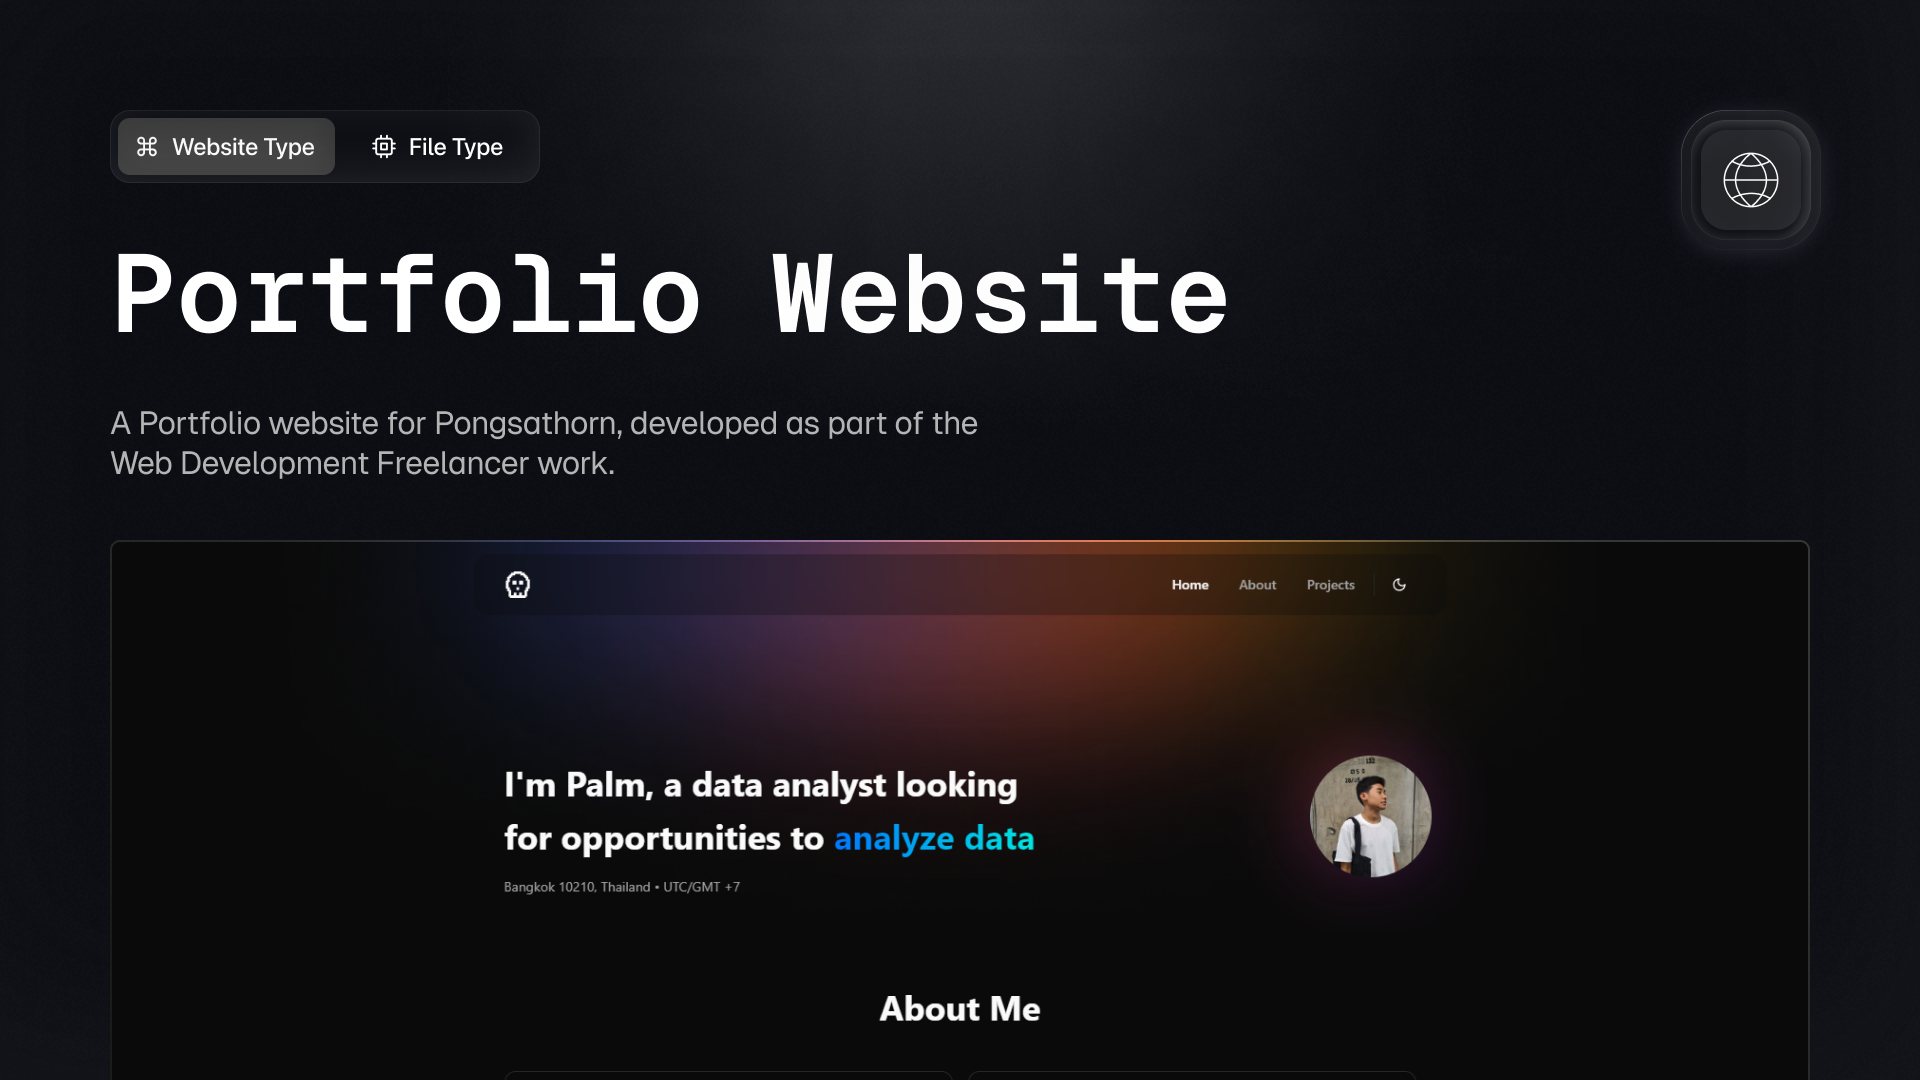 Website Type
File Type
Portfolio Website
A Portfolio website for Pongsathorn, developed as part of the
Web Development Freelancer work.
Home
About
Projects
I'm Palm, a data analyst looking
for opportunities to analyze data
Bangkok 10210, Thailand • UTC/GMT +7
About Me